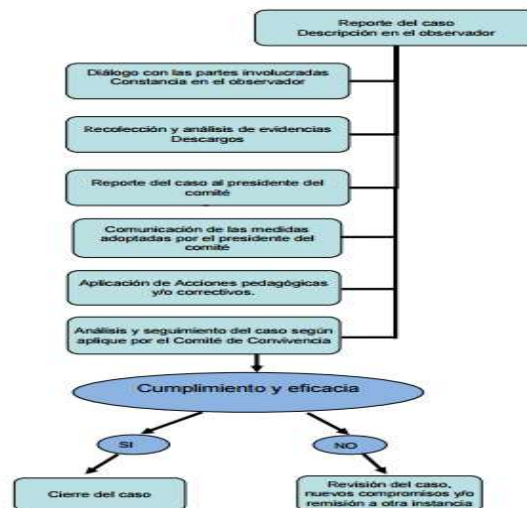 Reporte del caso
Descripción en el observador
Diálogo con las partes involucradas
Constancia en el observador
Recolección y análisis de evidencias
Descargos
Reporte del caso al presidente del
comité
Comunicación de las medidas
adoptadas por el presidente del
comité
Aplicación de Acciones pedagógicas
y/o correctivos.
Análisis y seguimiento del caso según
aplique por el Comité de Convivencia
Cumplimiento y eficacia
SI
NO
Cierre del caso
Revisión del caso,
nuevos compromisos y/o
remisión a otra instancia